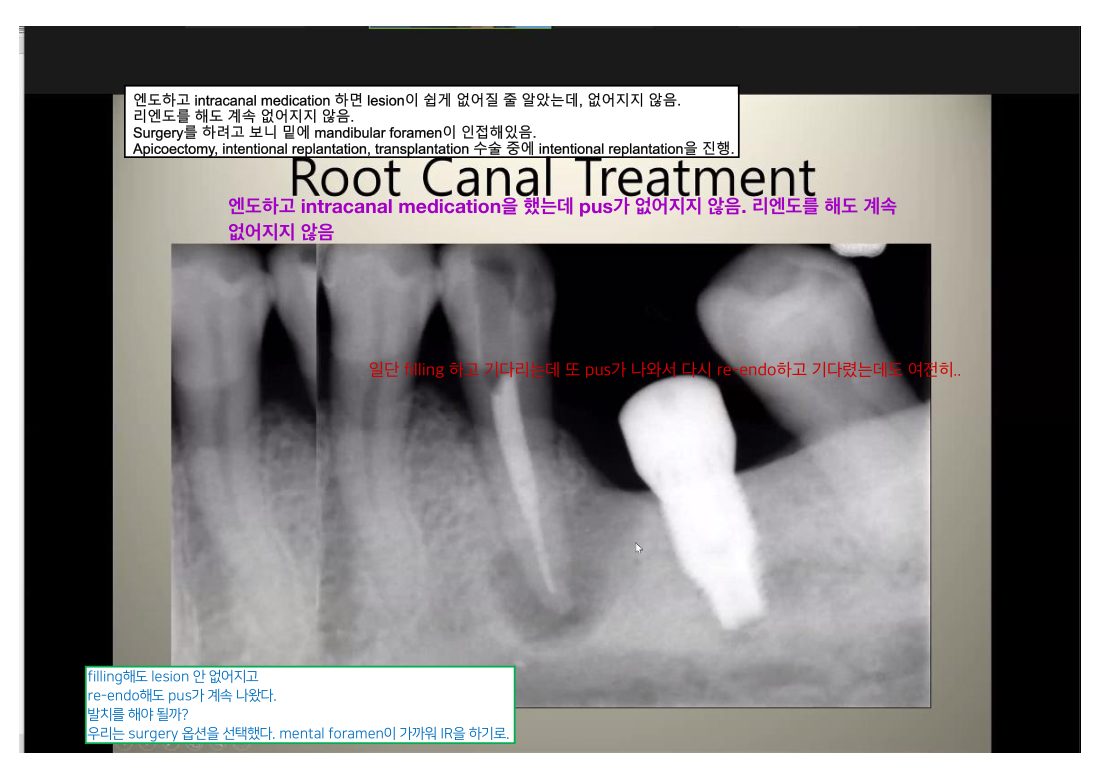 엔도하고 intracanal medication 하면 lesion이 쉽게 없어질 줄 알았는데, 없어지지 않음.
리엔도를 해도 계속 없어지지 않음.
Surgery를 하려고 보니 밑에 mandibular foramen이 인접해있음.
Apicoectomy, intentional replantation, transplantation 수술 중에 intentional replantation을 진행.
Root Canal Treatment
엔도하고 intracanal medication을 했는데 pus가 없어지지 않음. 리엔도를 해도 계속
없어지지 않음
일단 filling 하고 기다리는데 또 pus가 나와서 다시 re-endo하고 기다렸는데도 여전히..
filling해도 lesion 안 없어지고
re-endo해도 pus가 계속 나왔다.
발치를 해야 될까?
우리는 surgery 옵션을 선택했다. mental foramen이 가까워 IR을 하기로.